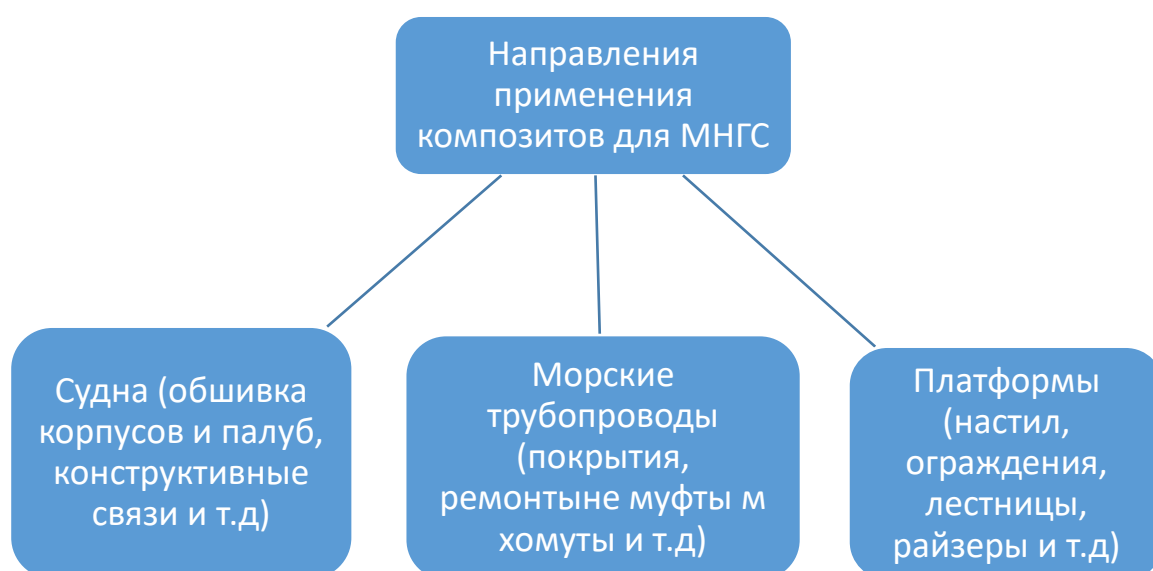 Направления
применения
композитов для МНГС
Судна (обшивка
корпусов и палуб,
конструктивные
связи и т.д)
Морские
трубопроводы
(покрытия,
ремонтыне муфты м
хомуты и т.д)
Платформы
(настил,
ограждения,
лестницы,
райзеры и т.д)